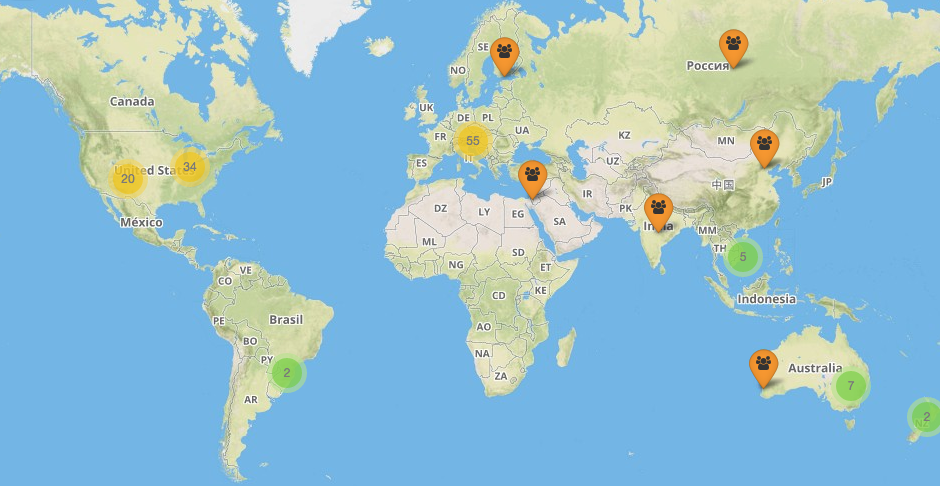 SE
Россия
NO
Canada
UK
DE
PL
UA
FR
55
KZ
MN
IT
ES
UZ
34
United States
20
中国
JP
IR
PK
DZ
LY
EG
SA
México
India
MM
ML
TH
SD
5
NG
ET
VE
CO
KE
CD
Indonesia
PE
Brasil
AO
BO
NA
PY
Australia
2
ZA
7
AR
2
NZ